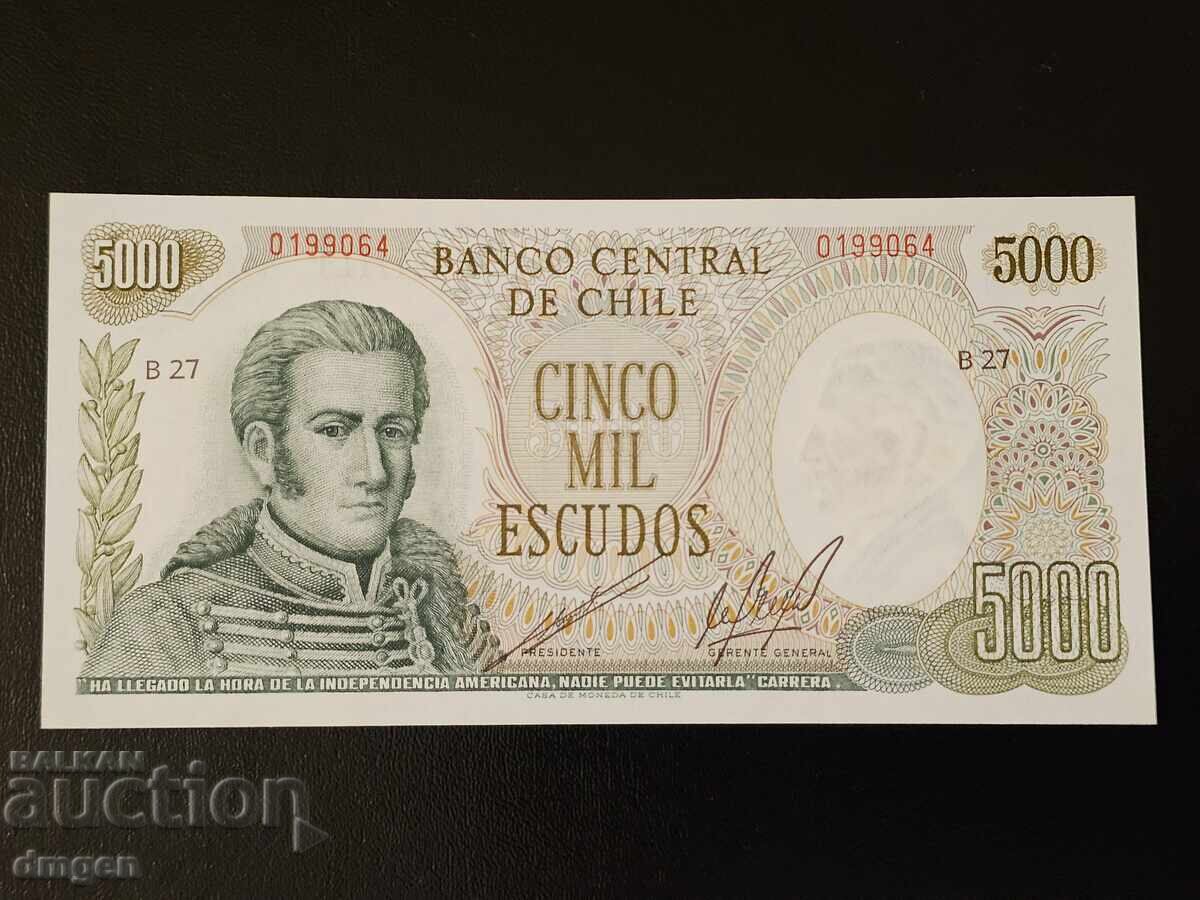 5000
0199064
0199064
5000
BANCO CENTRAL
DE CHILE
B 27
B 27
CINCO
MIL
ESCUDOS
PRESIDENTE
GERENTE GENERAL
5000
"HA LLEGADO LA HORA DE LA INDEPENDENCIA AMERICANA, NADIE PUEDE EVITARLA" CARRERA
CASA DE MONEDA DE CHILE
BALKAN
auction
dmgen